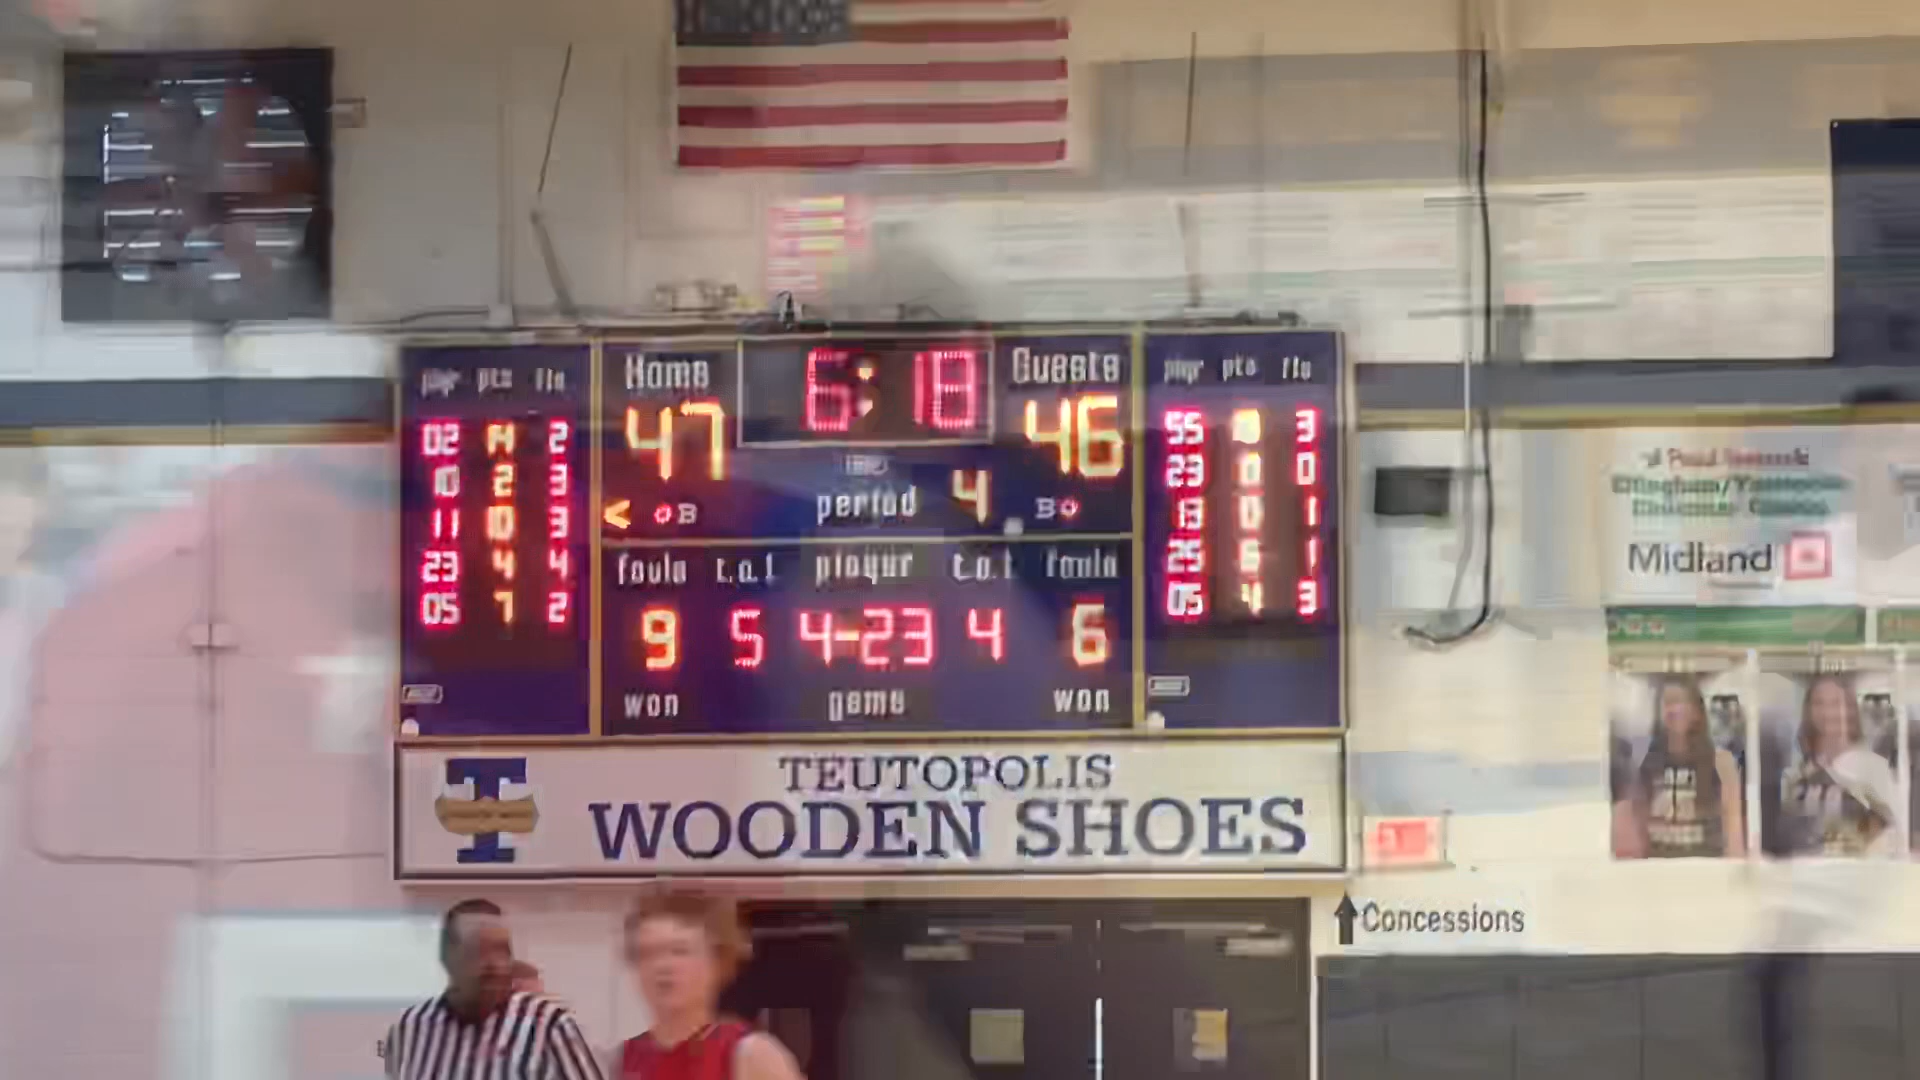 6:18
Home
Guests
47
46
period 4
< B
B
plyr pts fls
02 14 2
10 2 3
11 10 3
23 4 4
05 7 2
plyr pts fls
55 3
23 0 0
13 0 1
25 6 1
05 4 3
fouls t.o.l player t.o.l fouls
9 5 4-23 4 6
won game won
TEUTOPOLIS
WOODEN SHOES
T
Midland
Concessions